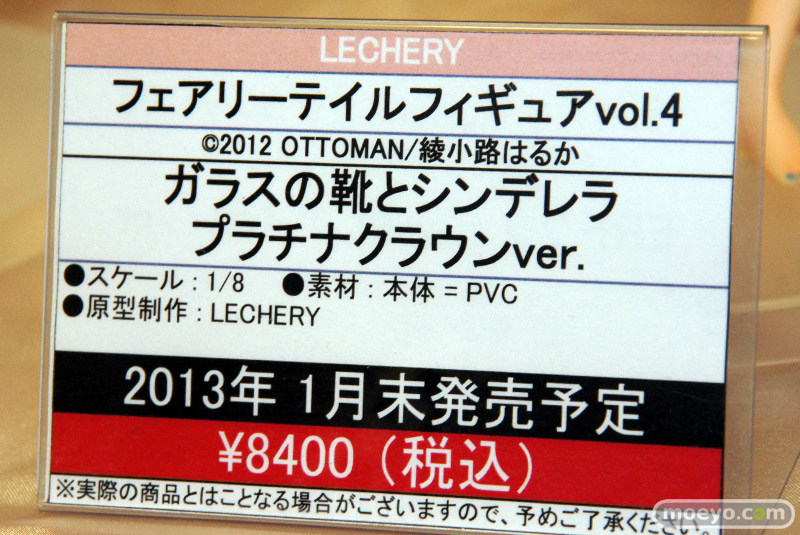 LECHERY
フェアリーテイルフィギュアvol.4
©2012 OTTOMAN/綾小路はるか
ガラスの靴とシンデレラ
プラチナクラウンver.
●スケール：1/8　●素材：本体＝PVC
●原型制作：LECHERY
2013年 1月末発売予定
¥8400（税込）
※実際の商品とはことなる場合がございますので、予めご了承ください。
moeyo.com